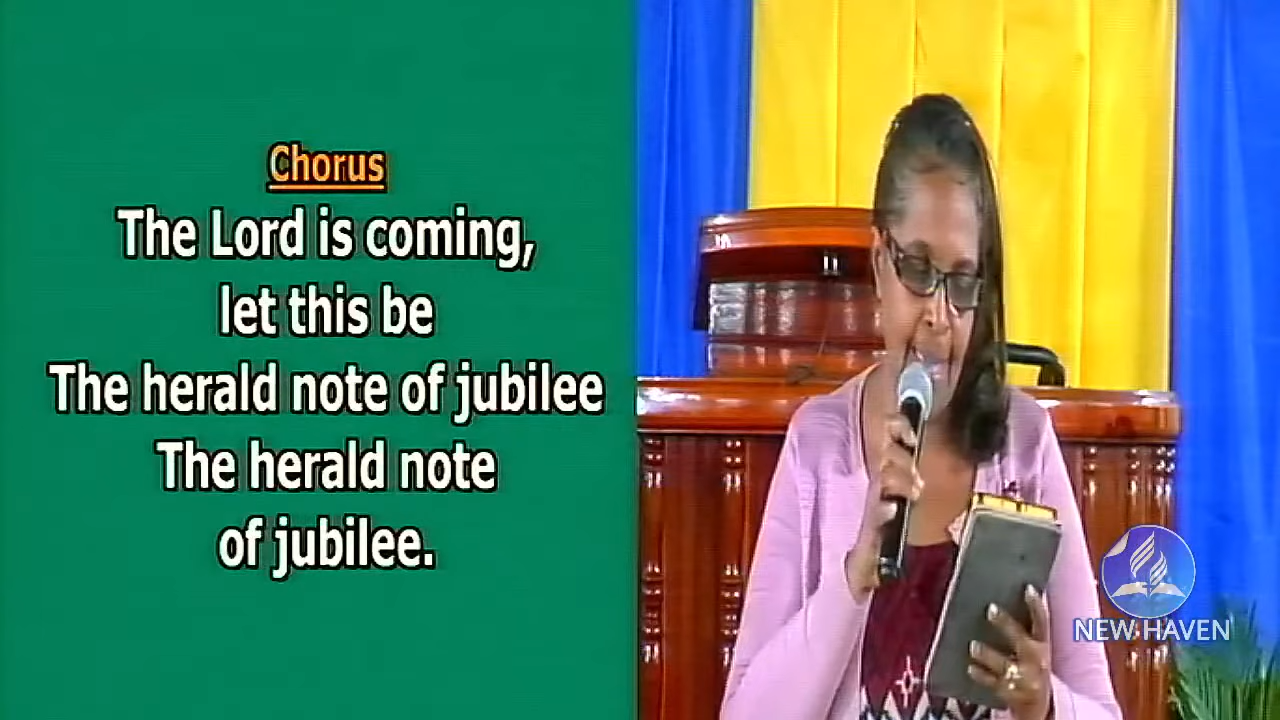 Chorus
The Lord is coming,
let this be
The herald note of jubilee
The herald note
of jubilee.
NEW HAVEN